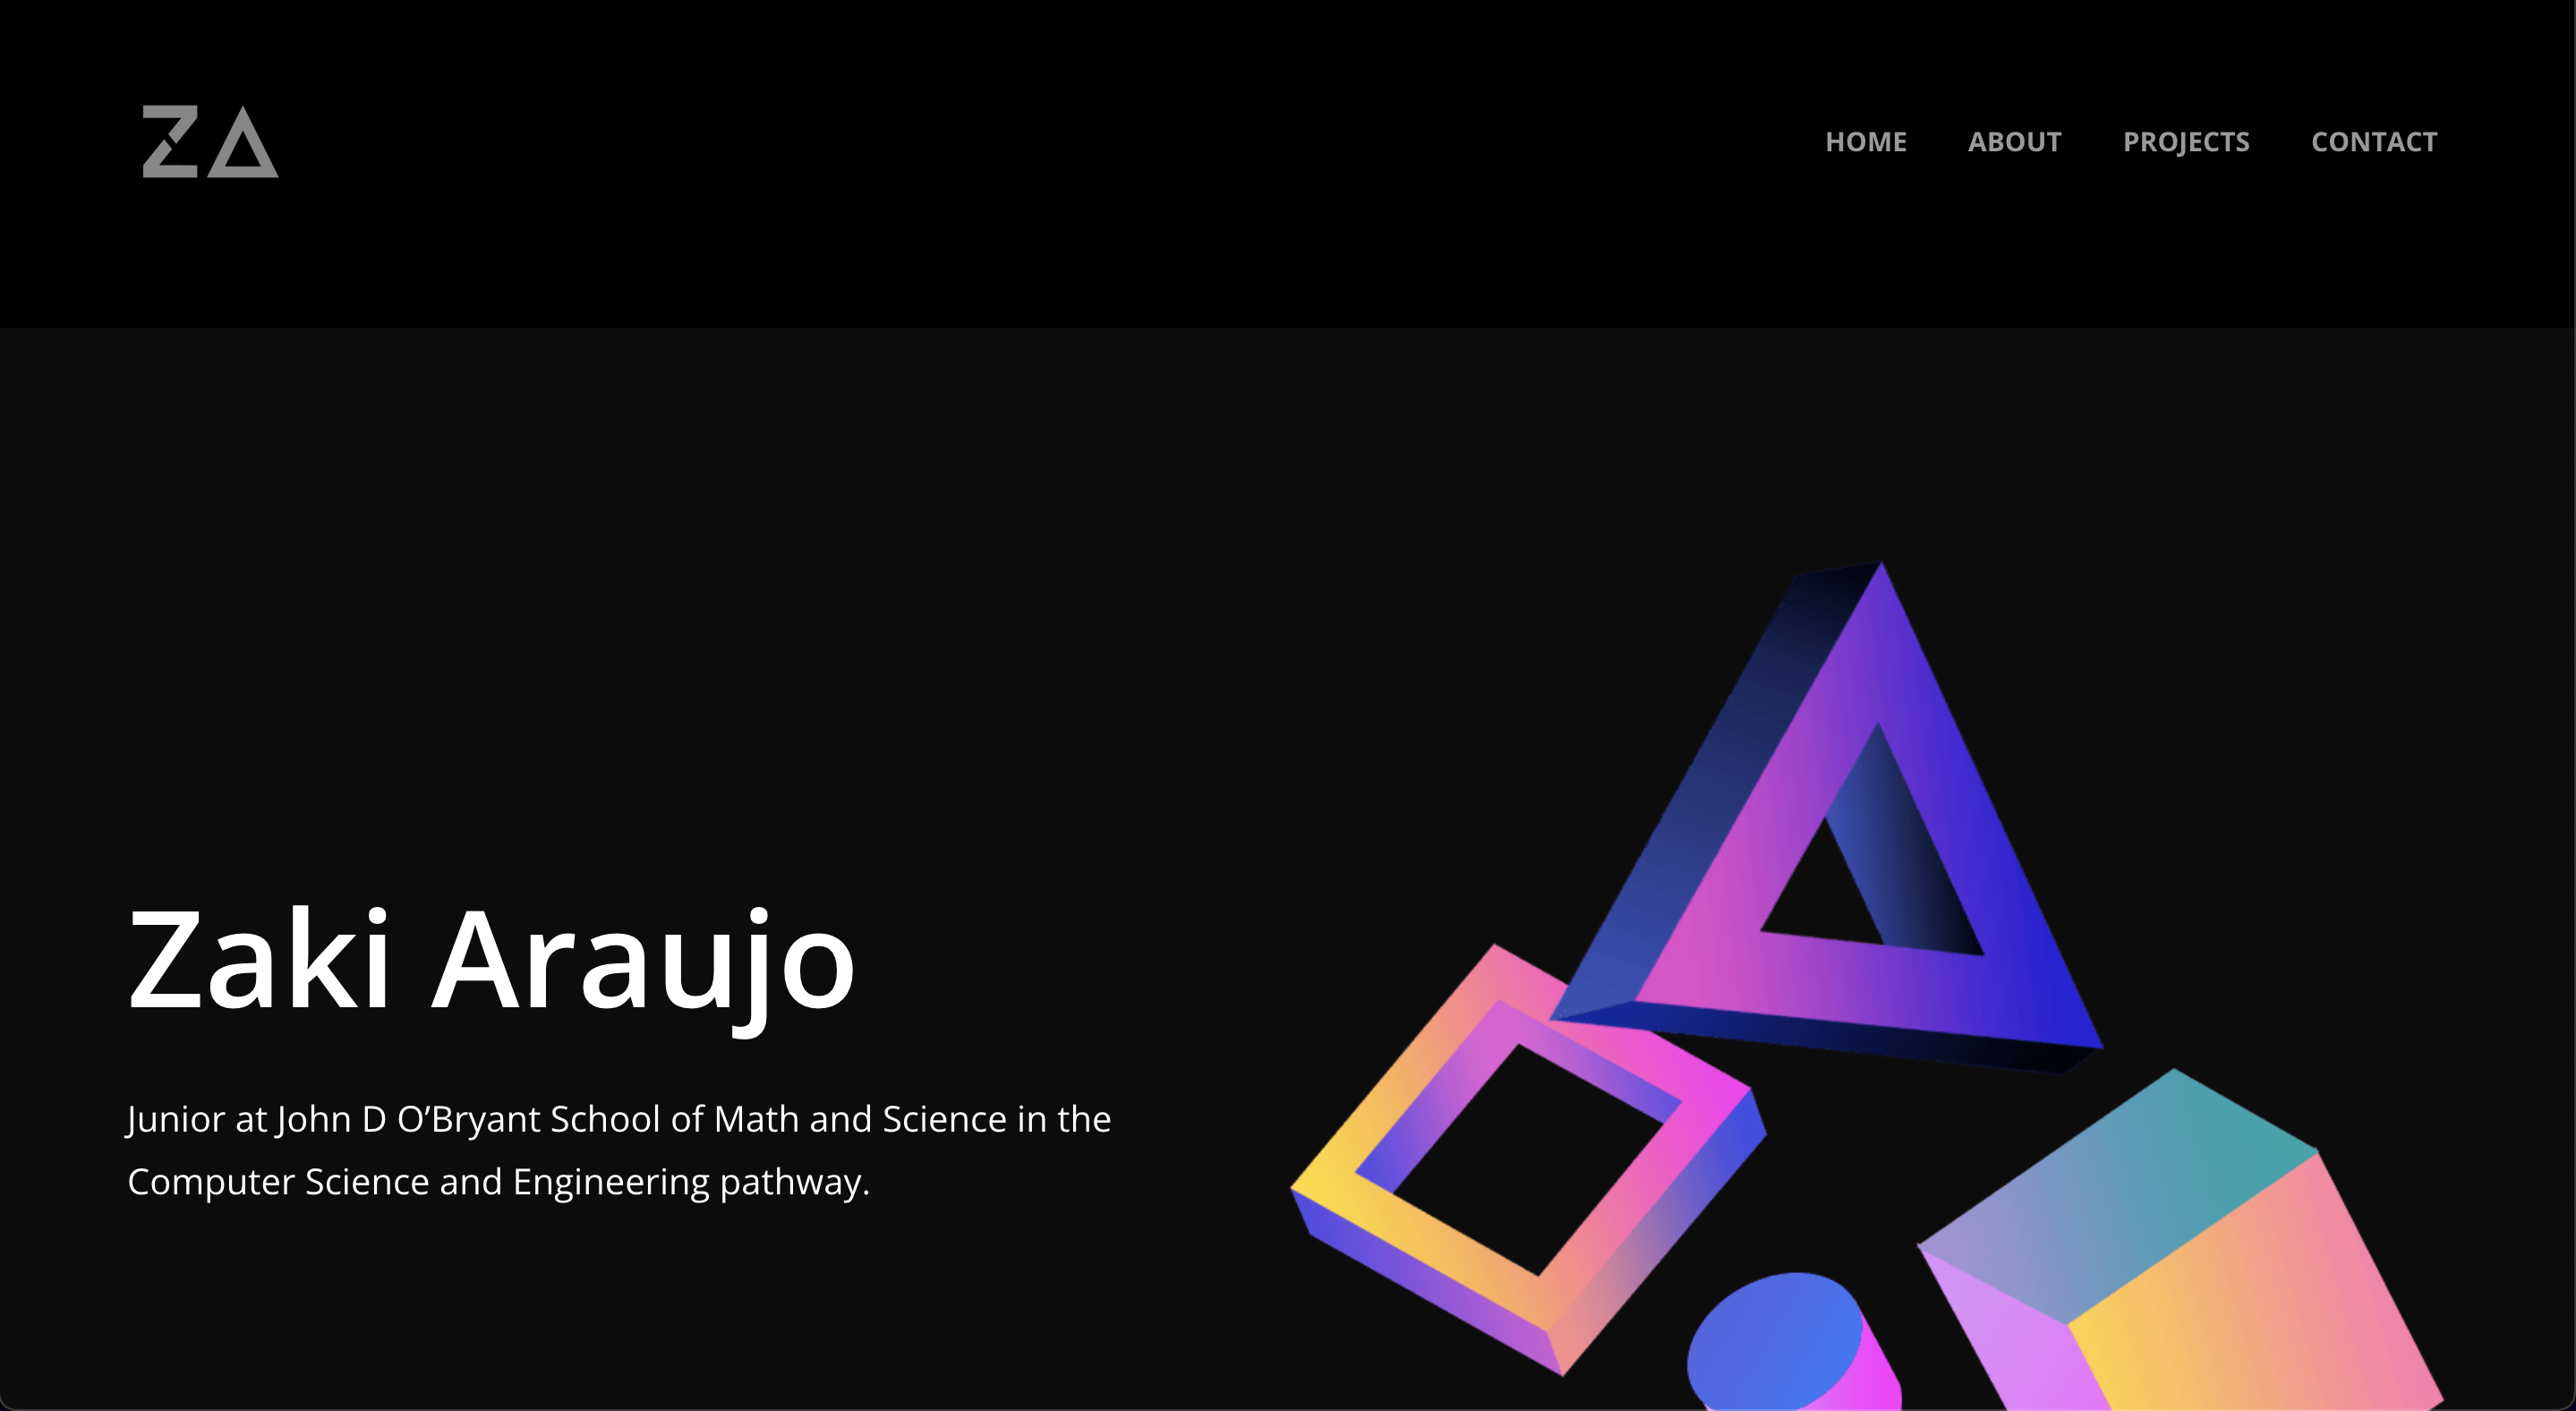 ZA
HOME ABOUT PROJECTS CONTACT
Zaki Araujo
Junior at John D O’Bryant School of Math and Science in the
Computer Science and Engineering pathway.